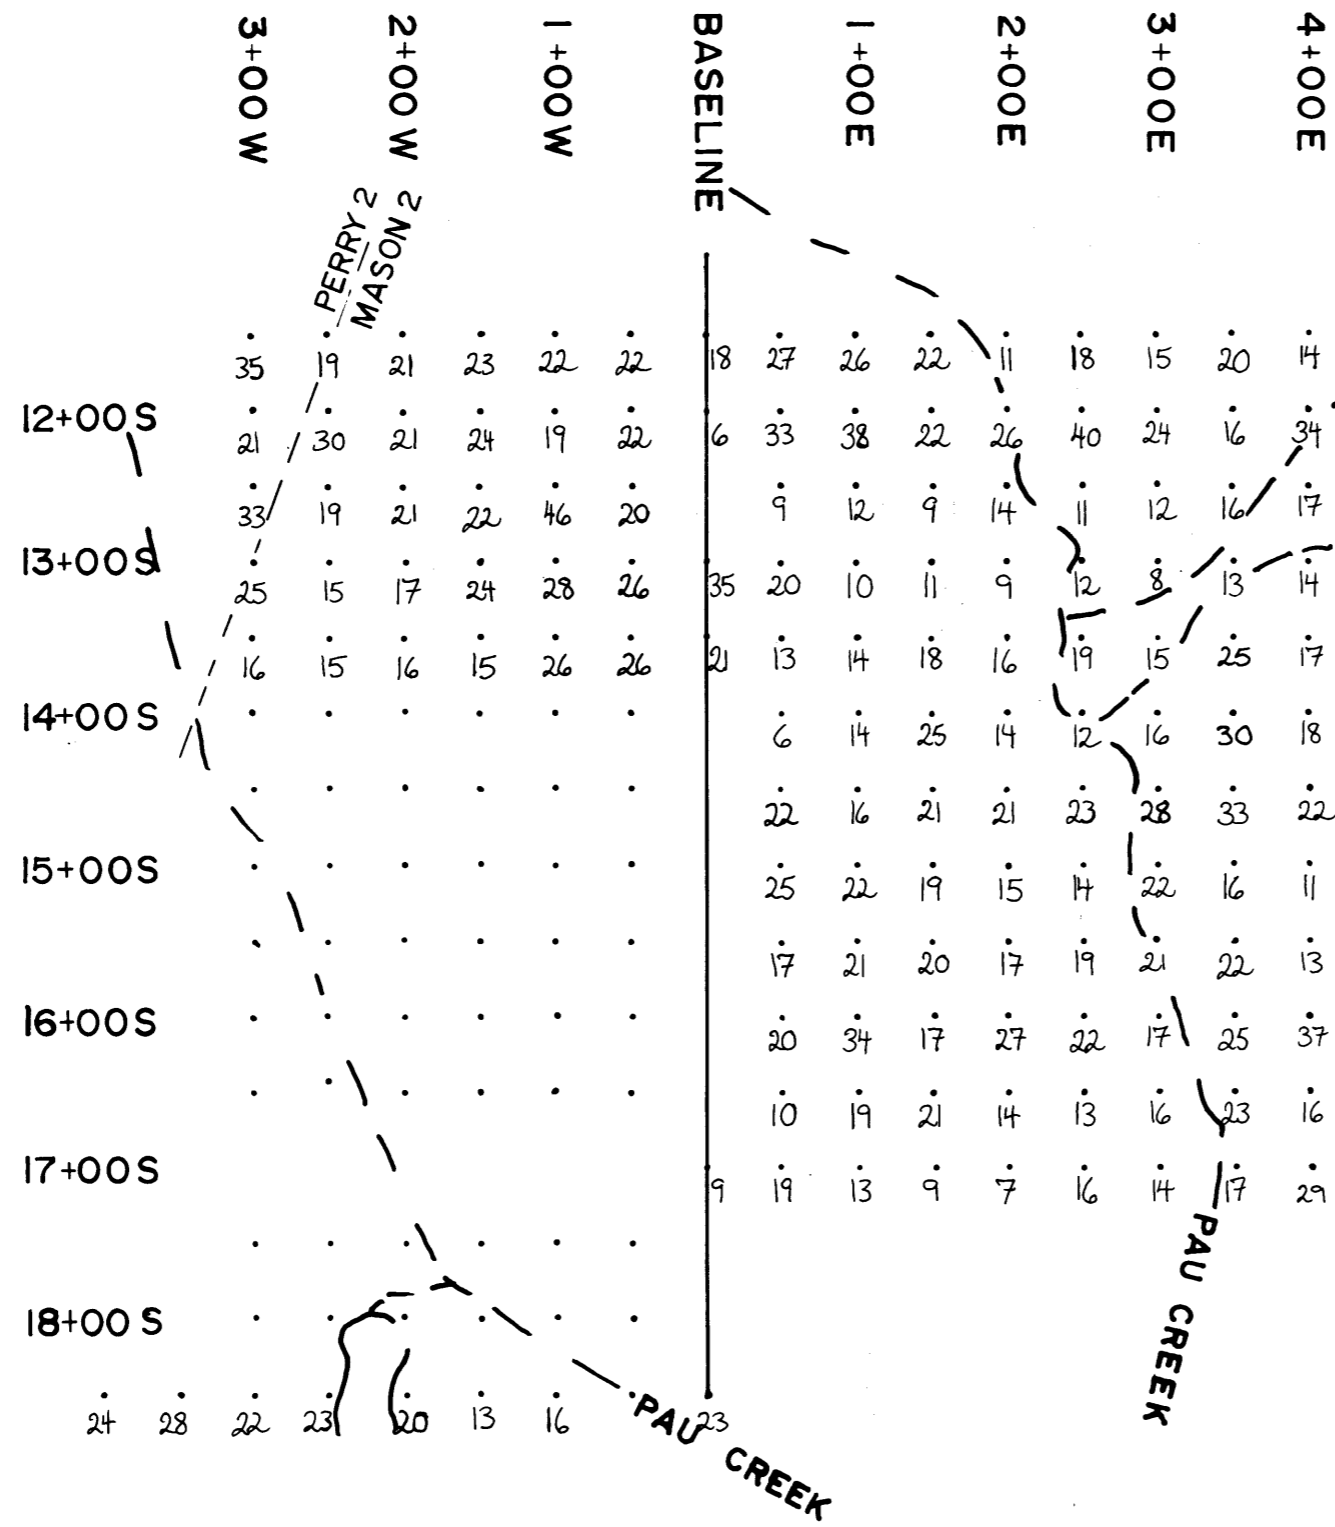 3+00W 2+00W 1+00W BASELINE 1+00E 2+00E 3+00E 4+00E
PERRY 2
MASON 2
35 19 21 23 22 22 18 27 26 22 11 18 15 20 14
12+00S
21 30 21 24 19 22 6 33 38 22 26 40 24 16 34
33 19 21 22 46 20 9 12 9 14 11 12 16 17
13+00S
25 15 17 24 28 26 35 20 10 11 9 12 8 13 14
16 15 16 15 26 26 21 13 14 18 16 19 15 25 17
14+00S
6 14 25 14 12 16 30 18
22 16 21 21 23 28 33 22
15+00S
25 22 19 15 14 22 16 11
17 21 20 17 19 21 22 13
16+00S
20 34 17 27 22 17 25 37
10 19 21 14 13 16 23 16
17+00S
9 19 13 9 7 16 14 17 29
PAU CREEK
18+00S
24 28 22 23 20 13 16 23
PAU CREEK